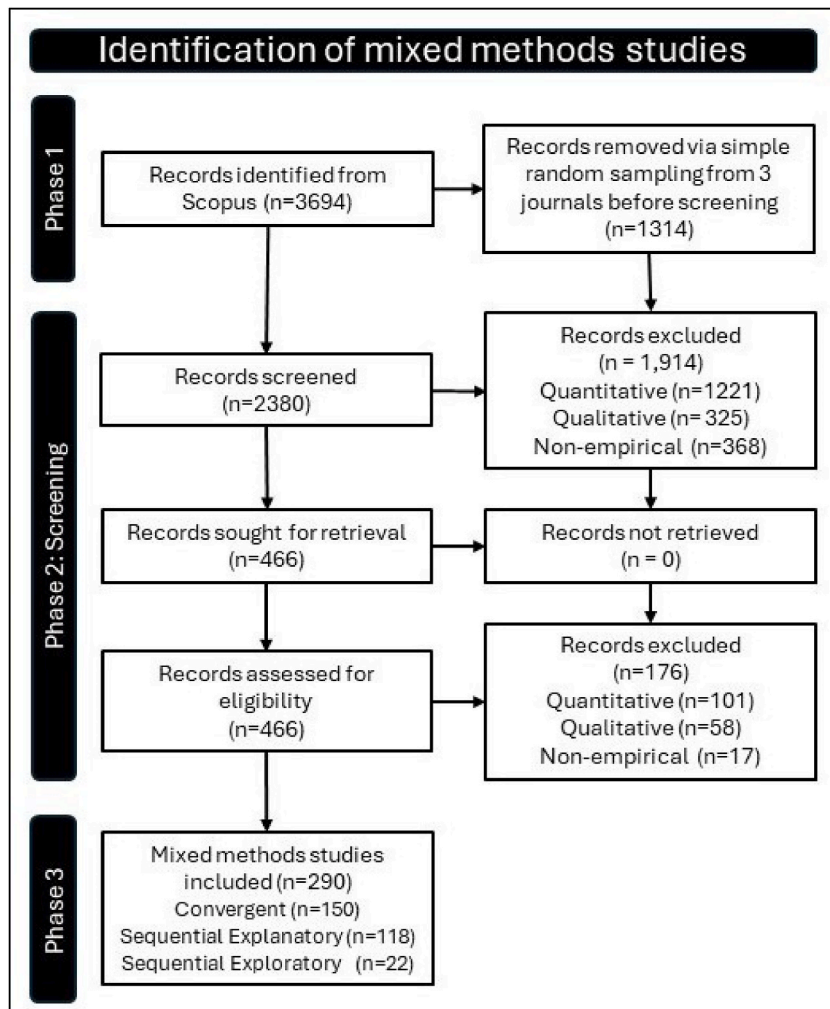 Identification of mixed methods studies
Phase 1
Records identified from
Scopus (n=3694)
Records removed via simple
random sampling from 3
journals before screening
(n=1314)
Phase 2: Screening
Records screened
(n=2380)
Records excluded
(n = 1,914)
Quantitative (n=1221)
Qualitative (n= 325)
Non-empirical (n=368)
Records sought for retrieval
(n=466)
Records not retrieved
(n = 0)
Records assessed for
eligibility
(n=466)
Records excluded
(n=176)
Quantitative (n=101)
Qualitative (n=58)
Non-empirical (n=17)
Phase 3
Mixed methods studies
included (n=290)
Convergent (n=150)
Sequential Explanatory (n=118)
Sequential Exploratory (n=22)